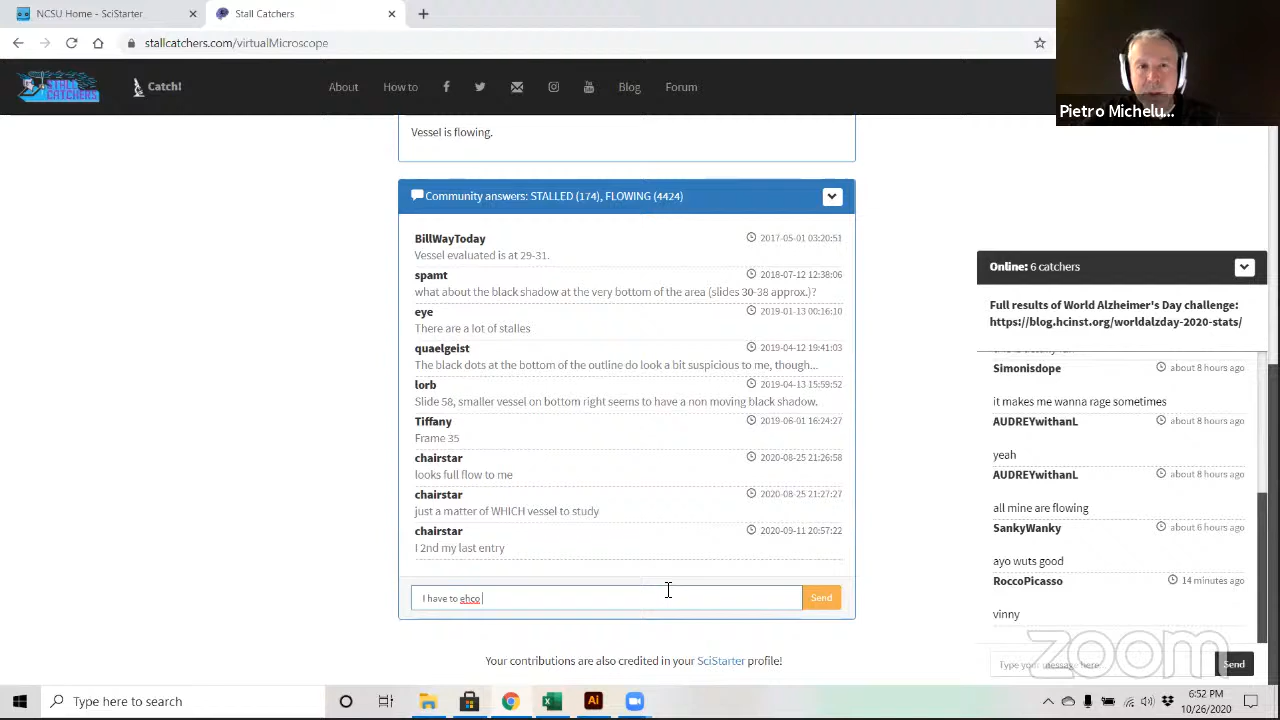 NCSU Home - SciStarter
Stall Catchers
stallcatchers.com/virtualMicroscope
STALL CATCHERS
Catch!
About
How to
Blog
Forum
Pietro Michelu...
Vessel is flowing.
Community answers: STALLED (174), FLOWING (4424)
BillWayToday
2017-05-01 03:20:51
Vessel evaluated is at 29-31.
spamt
2018-07-12 12:38:06
what about the black shadow at the very bottom of the area (slides 30-38 approx.)?
eye
2019-01-13 00:16:10
There are a lot of stalles
quaelgeist
2019-04-12 19:41:03
The black dots at the bottom of the outline do look a bit suspicious to me, though...
lorb
2019-04-13 15:59:52
Slide 58, smaller vessel on bottom right seems to have a non moving black shadow.
Tiffany
2019-06-01 16:24:27
Frame 35
chairstar
2020-08-25 21:26:58
looks full flow to me
chairstar
2020-08-25 21:27:27
just a matter of WHICH vessel to study
chairstar
2020-09-11 20:57:22
I 2nd my last entry
I have to ehco
Send
Your contributions are also credited in your SciStarter profile!
Online: 6 catchers
Full results of World Alzheimer's Day challenge:
https://blog.hcinst.org/worldalzday-2020-stats/
Simonisdope
about 8 hours ago
it makes me wanna rage sometimes
AUDREYwithanL
about 8 hours ago
yeah
AUDREYwithanL
about 8 hours ago
all mine are flowing
SankyWanky
about 6 hours ago
ayo wuts good
RoccoPicasso
14 minutes ago
vinny
Type your message here...
Send
zoom
Type here to search
6:52 PM
10/26/2020